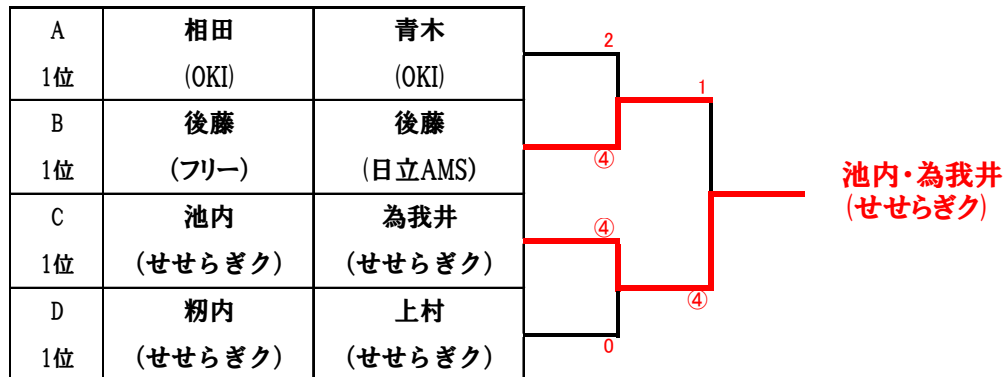 A 相田 青木
1位 (OKI) (OKI)
B 後藤 後藤
1位 (フリー) (日立AMS)
C 池内 為我井
1位 (せせらぎク) (せせらぎク)
D 籾内 上村
1位 (せせらぎク) (せせらぎク)
2
④
④
0
1
④
池内・為我井
(せせらぎク)